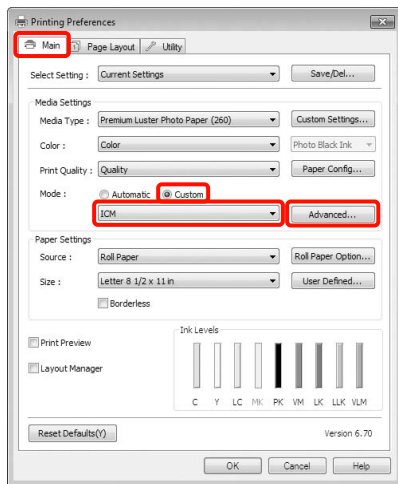 Printing Preferences
Main Page Layout Utility
Select Setting : Current Settings Save/Del...
Media Settings
Media Type : Premium Luster Photo Paper (260) Custom Settings...
Color : Color Photo Black Ink
Print Quality : Quality Paper Config...
Mode : Automatic Custom
ICM Advanced...
Paper Settings
Source : Roll Paper Roll Paper Option...
Size : Letter 8 1/2 x 11 in User Defined...
Borderless
Print Preview
Layout Manager
Ink Levels
C Y LC MK PK VM LK LLK VLM
Reset Defaults(Y) Version 6.70
OK Cancel Help